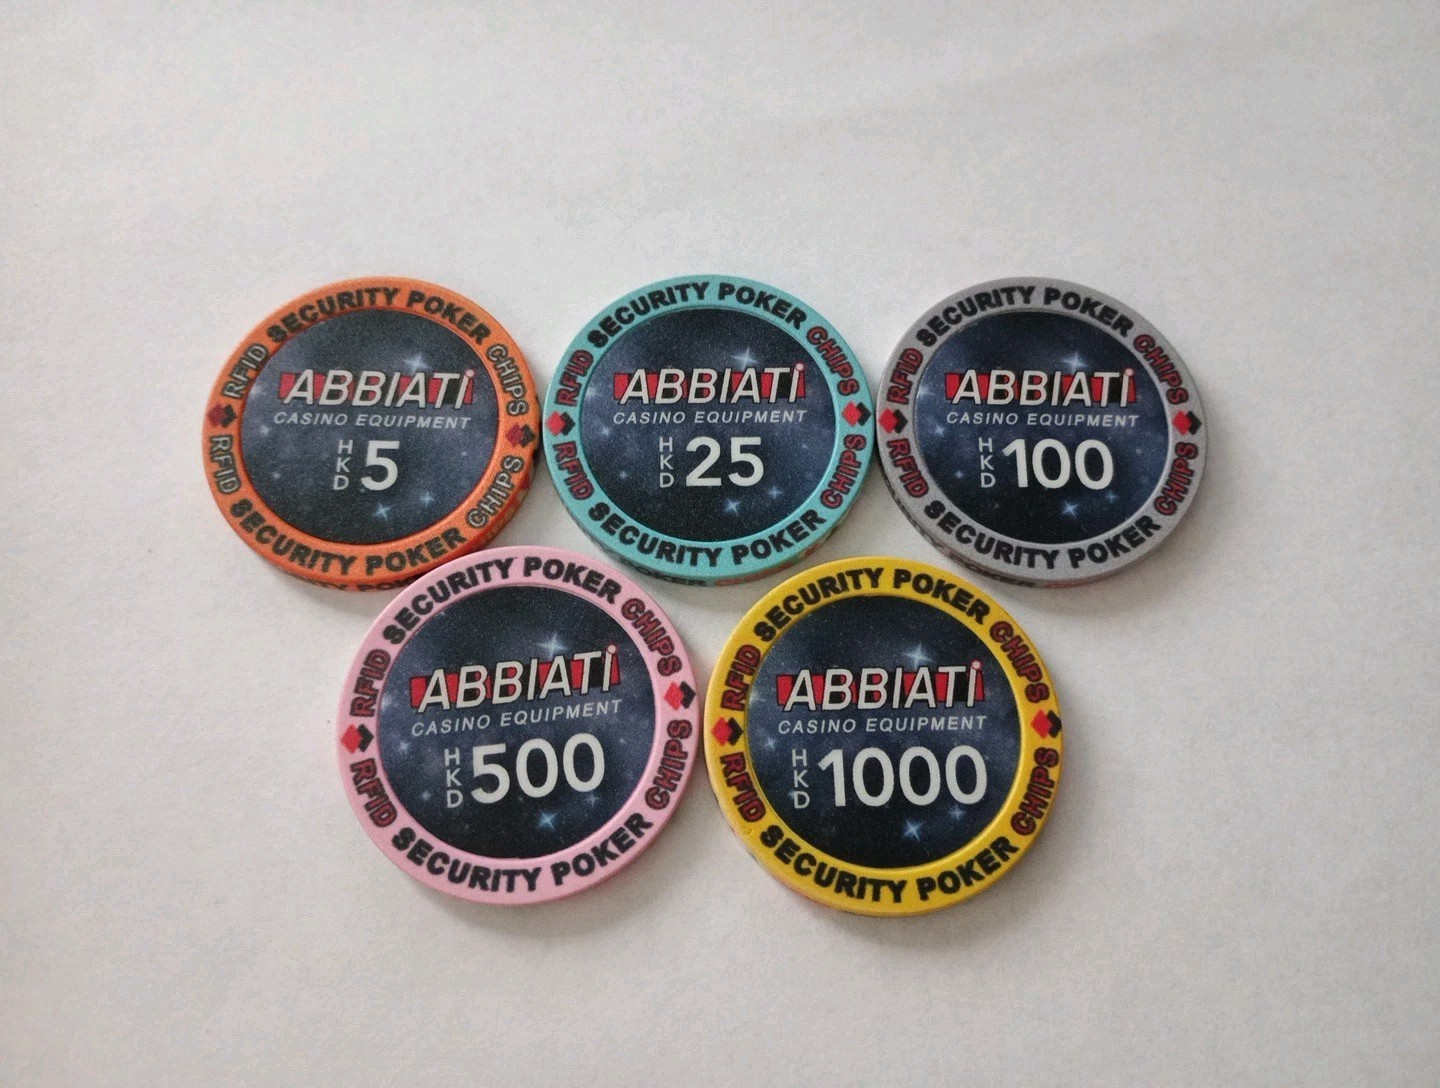 RFID SECURITY POKER CHIPS
ABBIATI
CASINO EQUIPMENT
HKD 5
RFID SECURITY POKER CHIPS
RFID SECURITY POKER CHIPS
ABBIATI
CASINO EQUIPMENT
HKD 25
RFID SECURITY POKER CHIPS
RFID SECURITY POKER CHIPS
ABBIATI
CASINO EQUIPMENT
HKD 100
RFID SECURITY POKER CHIPS
RFID SECURITY POKER CHIPS
ABBIATI
CASINO EQUIPMENT
HKD 500
RFID SECURITY POKER CHIPS
RFID SECURITY POKER CHIPS
ABBIATI
CASINO EQUIPMENT
HKD 1000
RFID SECURITY POKER CHIPS